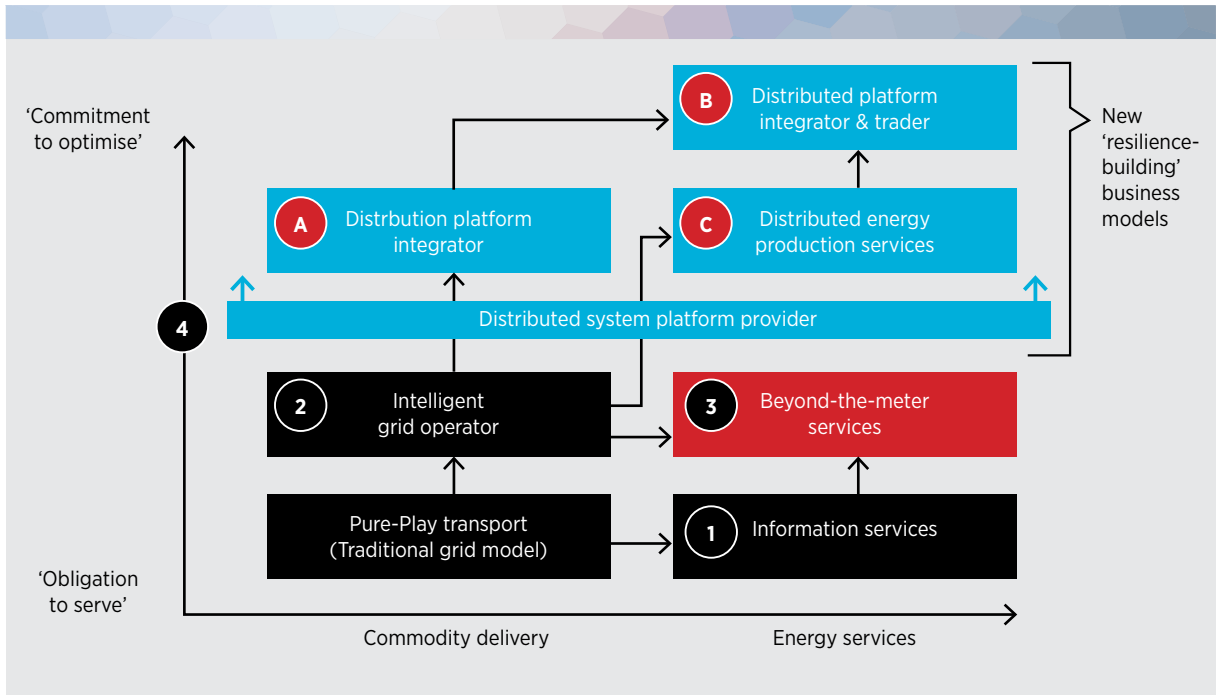 ‘Commitment
to optimise’
B
Distributed platform
integrator & trader
New
‘resilience-
building’
business
models
A
Distrbution platform
integrator
C
Distributed energy
production services
4
Distributed system platform provider
2
Intelligent
grid operator
3
Beyond-the-meter
services
Pure-Play transport
(Traditional grid model)
1
Information services
‘Obligation
to serve’
Commodity delivery
Energy services